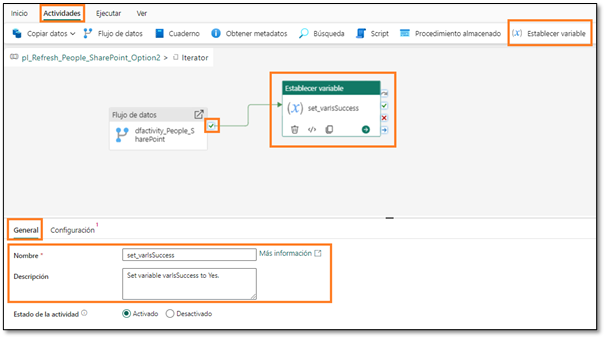 Inicio Actividades Ejecutar Ver
Copiar datos Flujo de datos Cuaderno Obtener metadatos Búsqueda Script Procedimiento almacenado (x) Establecer variable
pl_Refresh_People_SharePoint_Option2 > Iterator
Establecer variable
(x) set_varIsSuccess
Flujo de datos
dfactivity_People_S
harePoint
General Configuración 1
Nombre * set_varIsSuccess Más información
Descripción Set variable varIsSuccess to Yes.
Estado de la actividad Activado Desactivado